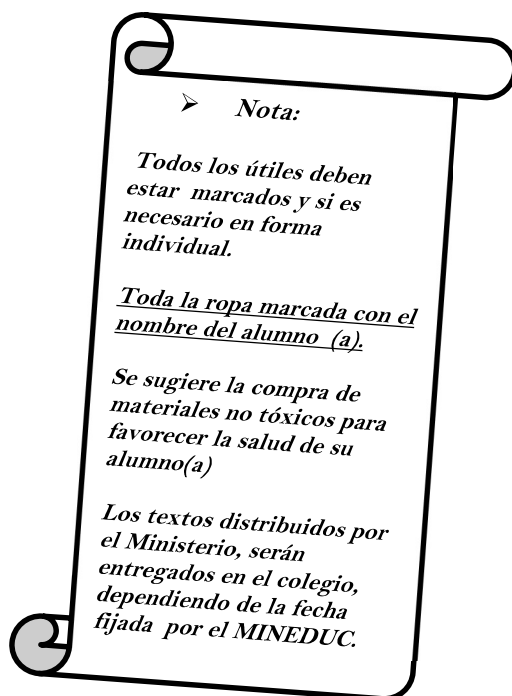 ➢ Nota:
Todos los útiles deben
estar marcados y si es
necesario en forma
individual.
Toda la ropa marcada con el
nombre del alumno (a).
Se sugiere la compra de
materiales no tóxicos para
favorecer la salud de su
alumno(a)
Los textos distribuidos por
el Ministerio, serán
entregados en el colegio,
dependiendo de la fecha
fijada por el MINEDUC.